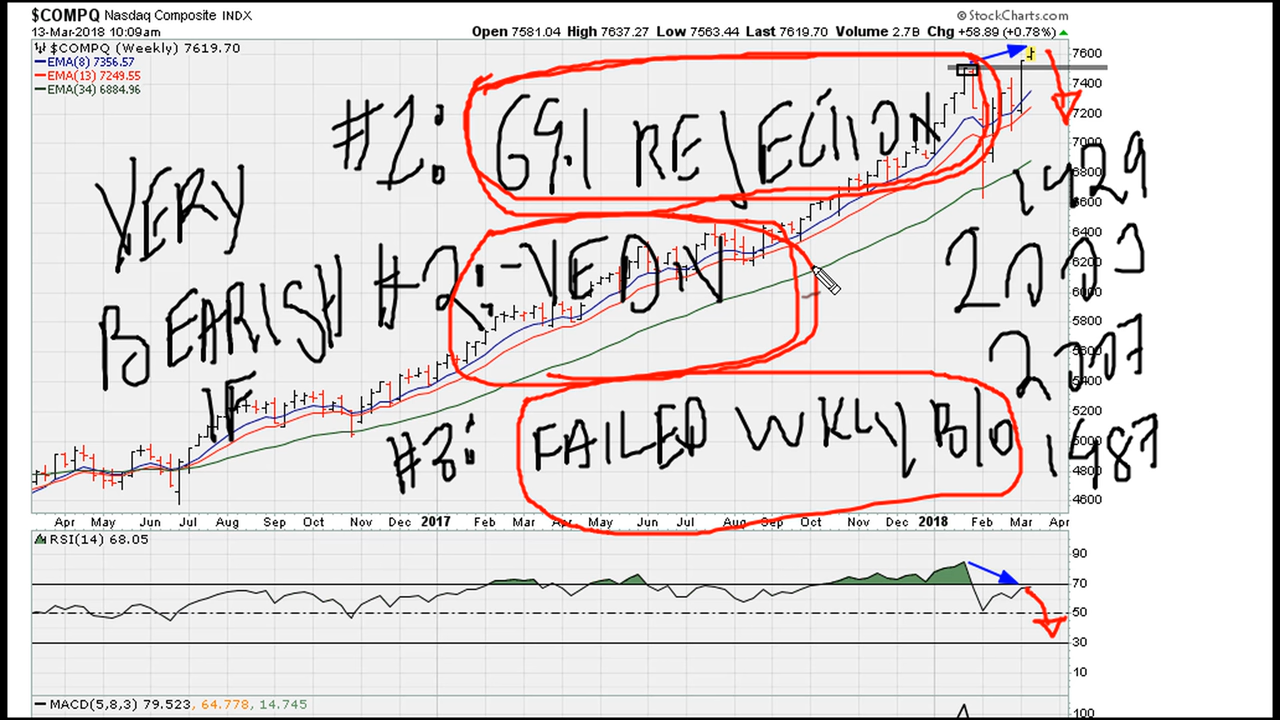 $COMPQ Nasdaq Composite INDX
© StockCharts.com
13-Mar-2018 10:09am
Open 7581.04 High 7637.27 Low 7563.44 Last 7619.70 Volume 2.7B Chg +58.89 (+0.78%)
$COMPQ (Weekly) 7619.70
EMA(8) 7356.57
EMA(13) 7249.55
EMA(34) 6884.96
7600
7400
7200
7000
6800
6600
6400
6200
6000
5800
5600
5400
5200
5000
4800
4600
VERY
BEARISH
IF
#1: 69.1 REJECTION
#2: -VE DIV
#3: FAILED WKLY B/O
1929
2003
2007
1987
Apr May Jun Jul Aug Sep Oct Nov Dec 2017 Feb Mar Apr May Jun Jul Aug Sep Oct Nov Dec 2018 Feb Mar Apr
RSI(14) 68.05
90
70
50
30
10
MACD(5,8,3) 79.523, 64.778, 14.745
100